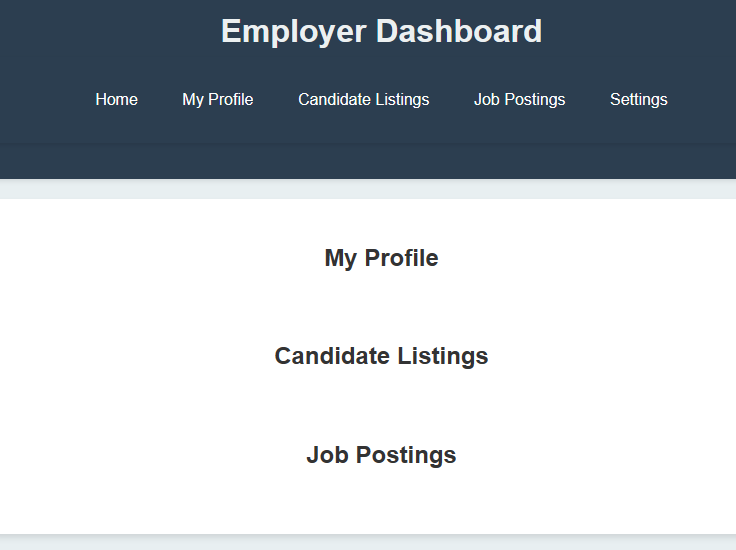 Employer Dashboard
Home My Profile Candidate Listings Job Postings Settings
My Profile
Candidate Listings
Job Postings